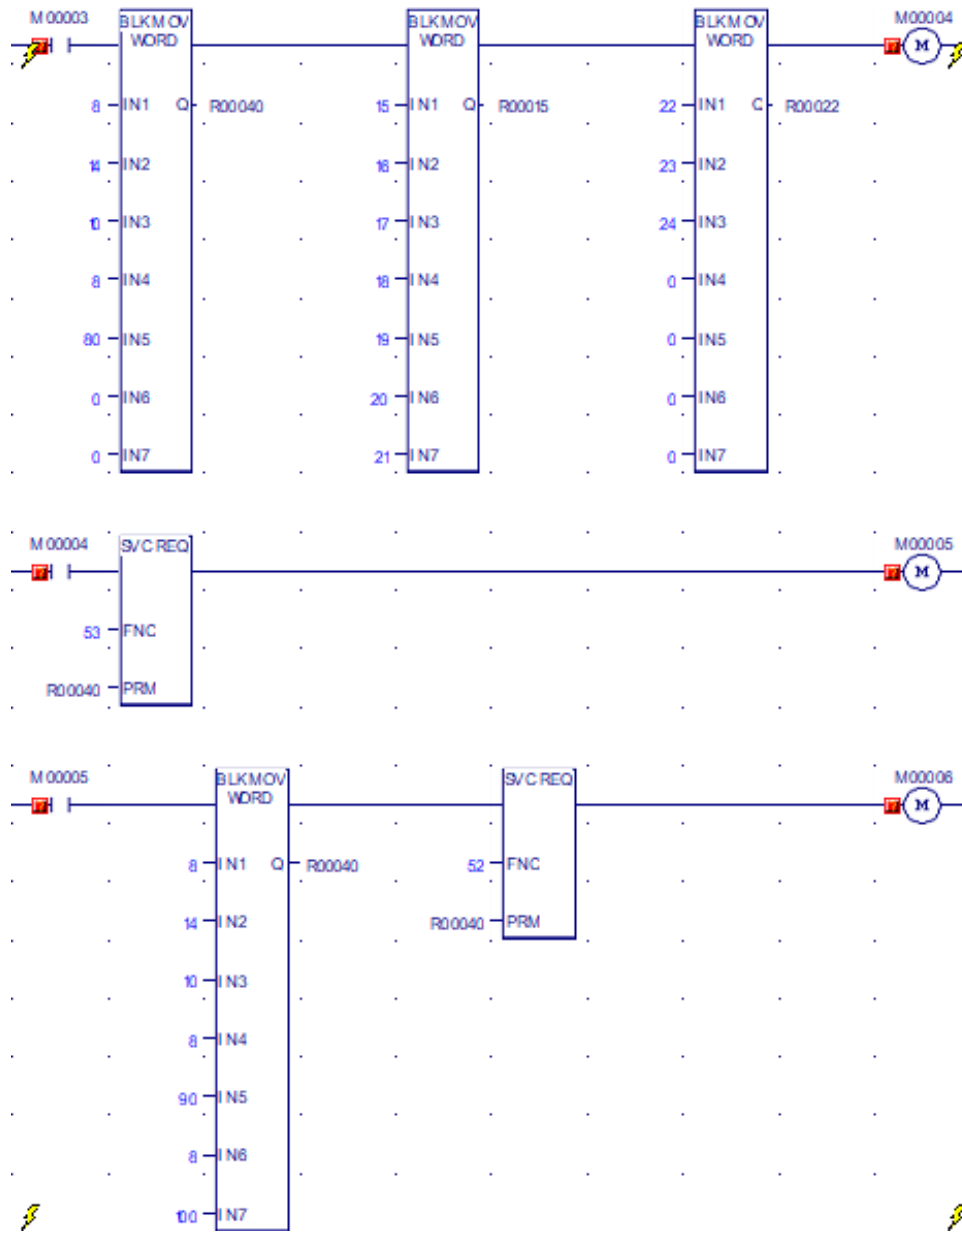 M00003 BLKMOV BLKMOV BLKMOV M00004
WORD WORD WORD
M
8 IN1 Q R00040 15 IN1 Q R00015 22 IN1 Q R00022
14 IN2 16 IN2 23 IN2
10 IN3 17 IN3 24 IN3
8 IN4 18 IN4 0 IN4
80 IN5 19 IN5 0 IN5
0 IN6 20 IN6 0 IN6
0 IN7 21 IN7 0 IN7
M00004 SVC REQ M00005
M
53 FNC
R00040 PRM
M00005 BLKMOV SVC REQ M00006
WORD
M
8 IN1 Q R00040 52 FNC
14 IN2 R00040 PRM
10 IN3
8 IN4
90 IN5
8 IN6
100 IN7